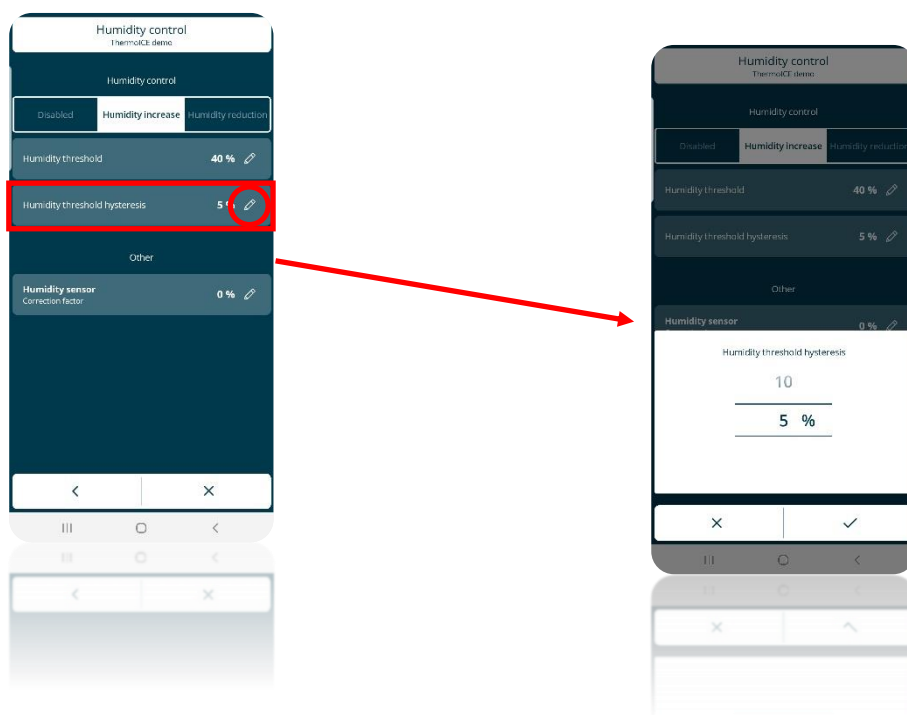 Humidity control
ThermoICE demo
Humidity control
Disabled Humidity increase Humidity reduction
Humidity threshold 40 %
Humidity threshold hysteresis 5 %
Other
Humidity sensor 0 %
Correction factor
Humidity control
ThermoICE demo
Humidity control
Disabled Humidity increase Humidity reduction
Humidity threshold 40 %
Humidity threshold hysteresis 5 %
Other
Humidity sensor 0 %
Humidity threshold hysteresis
10
5 %